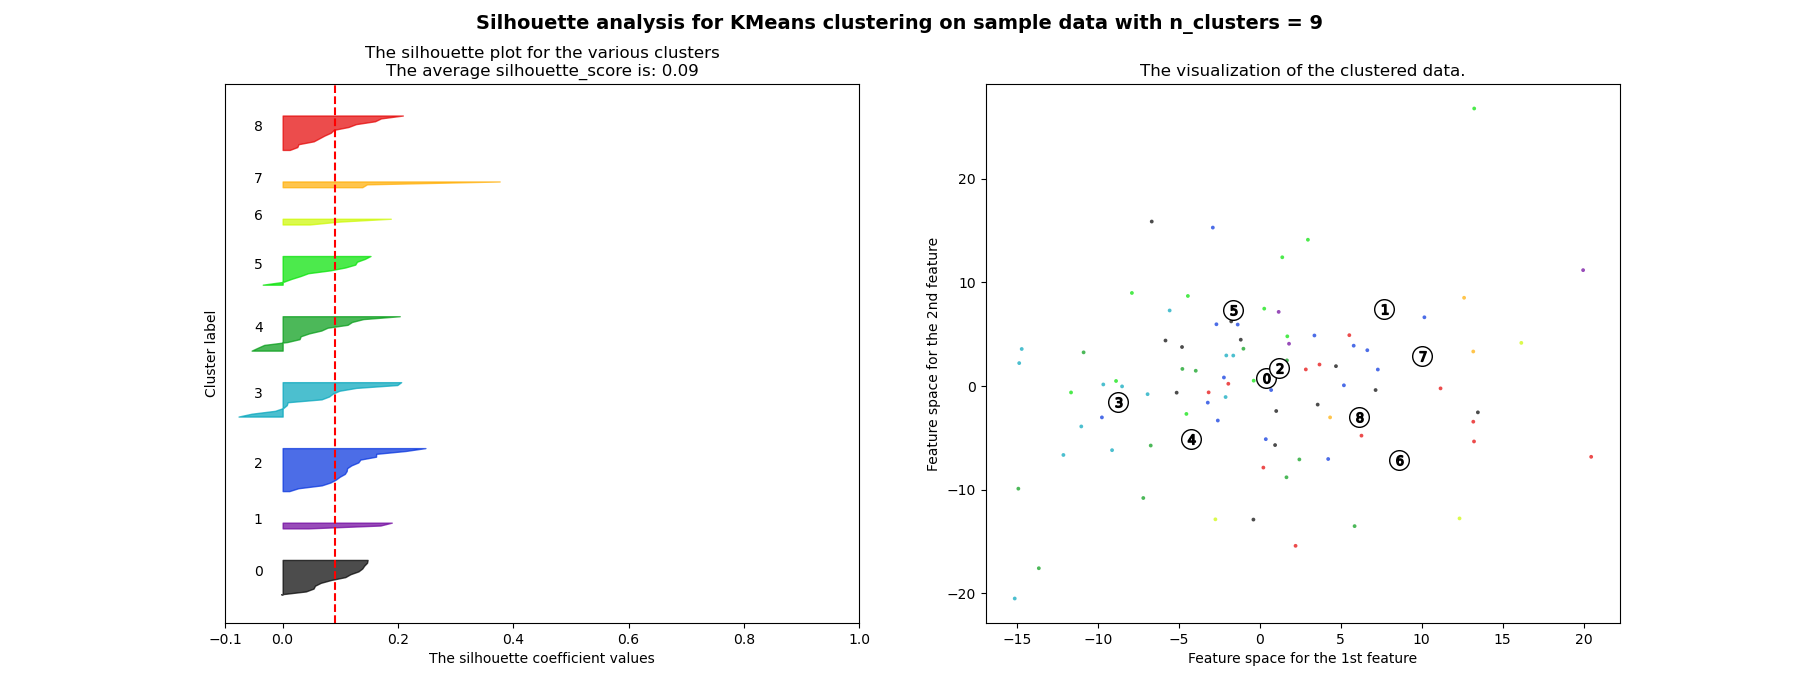 Silhouette analysis for KMeans clustering on sample data with n_clusters = 9
The silhouette plot for the various clusters
The average silhouette_score is: 0.09
8
7
6
5
4
3
2
1
0
Cluster label
−0.1 0.0 0.2 0.4 0.6 0.8 1.0
The silhouette coefficient values
The visualization of the clustered data.
20
10
0
−10
−20
Feature space for the 2nd feature
5
1
7
2
0
3
8
4
6
−15 −10 −5 0 5 10 15 20
Feature space for the 1st feature